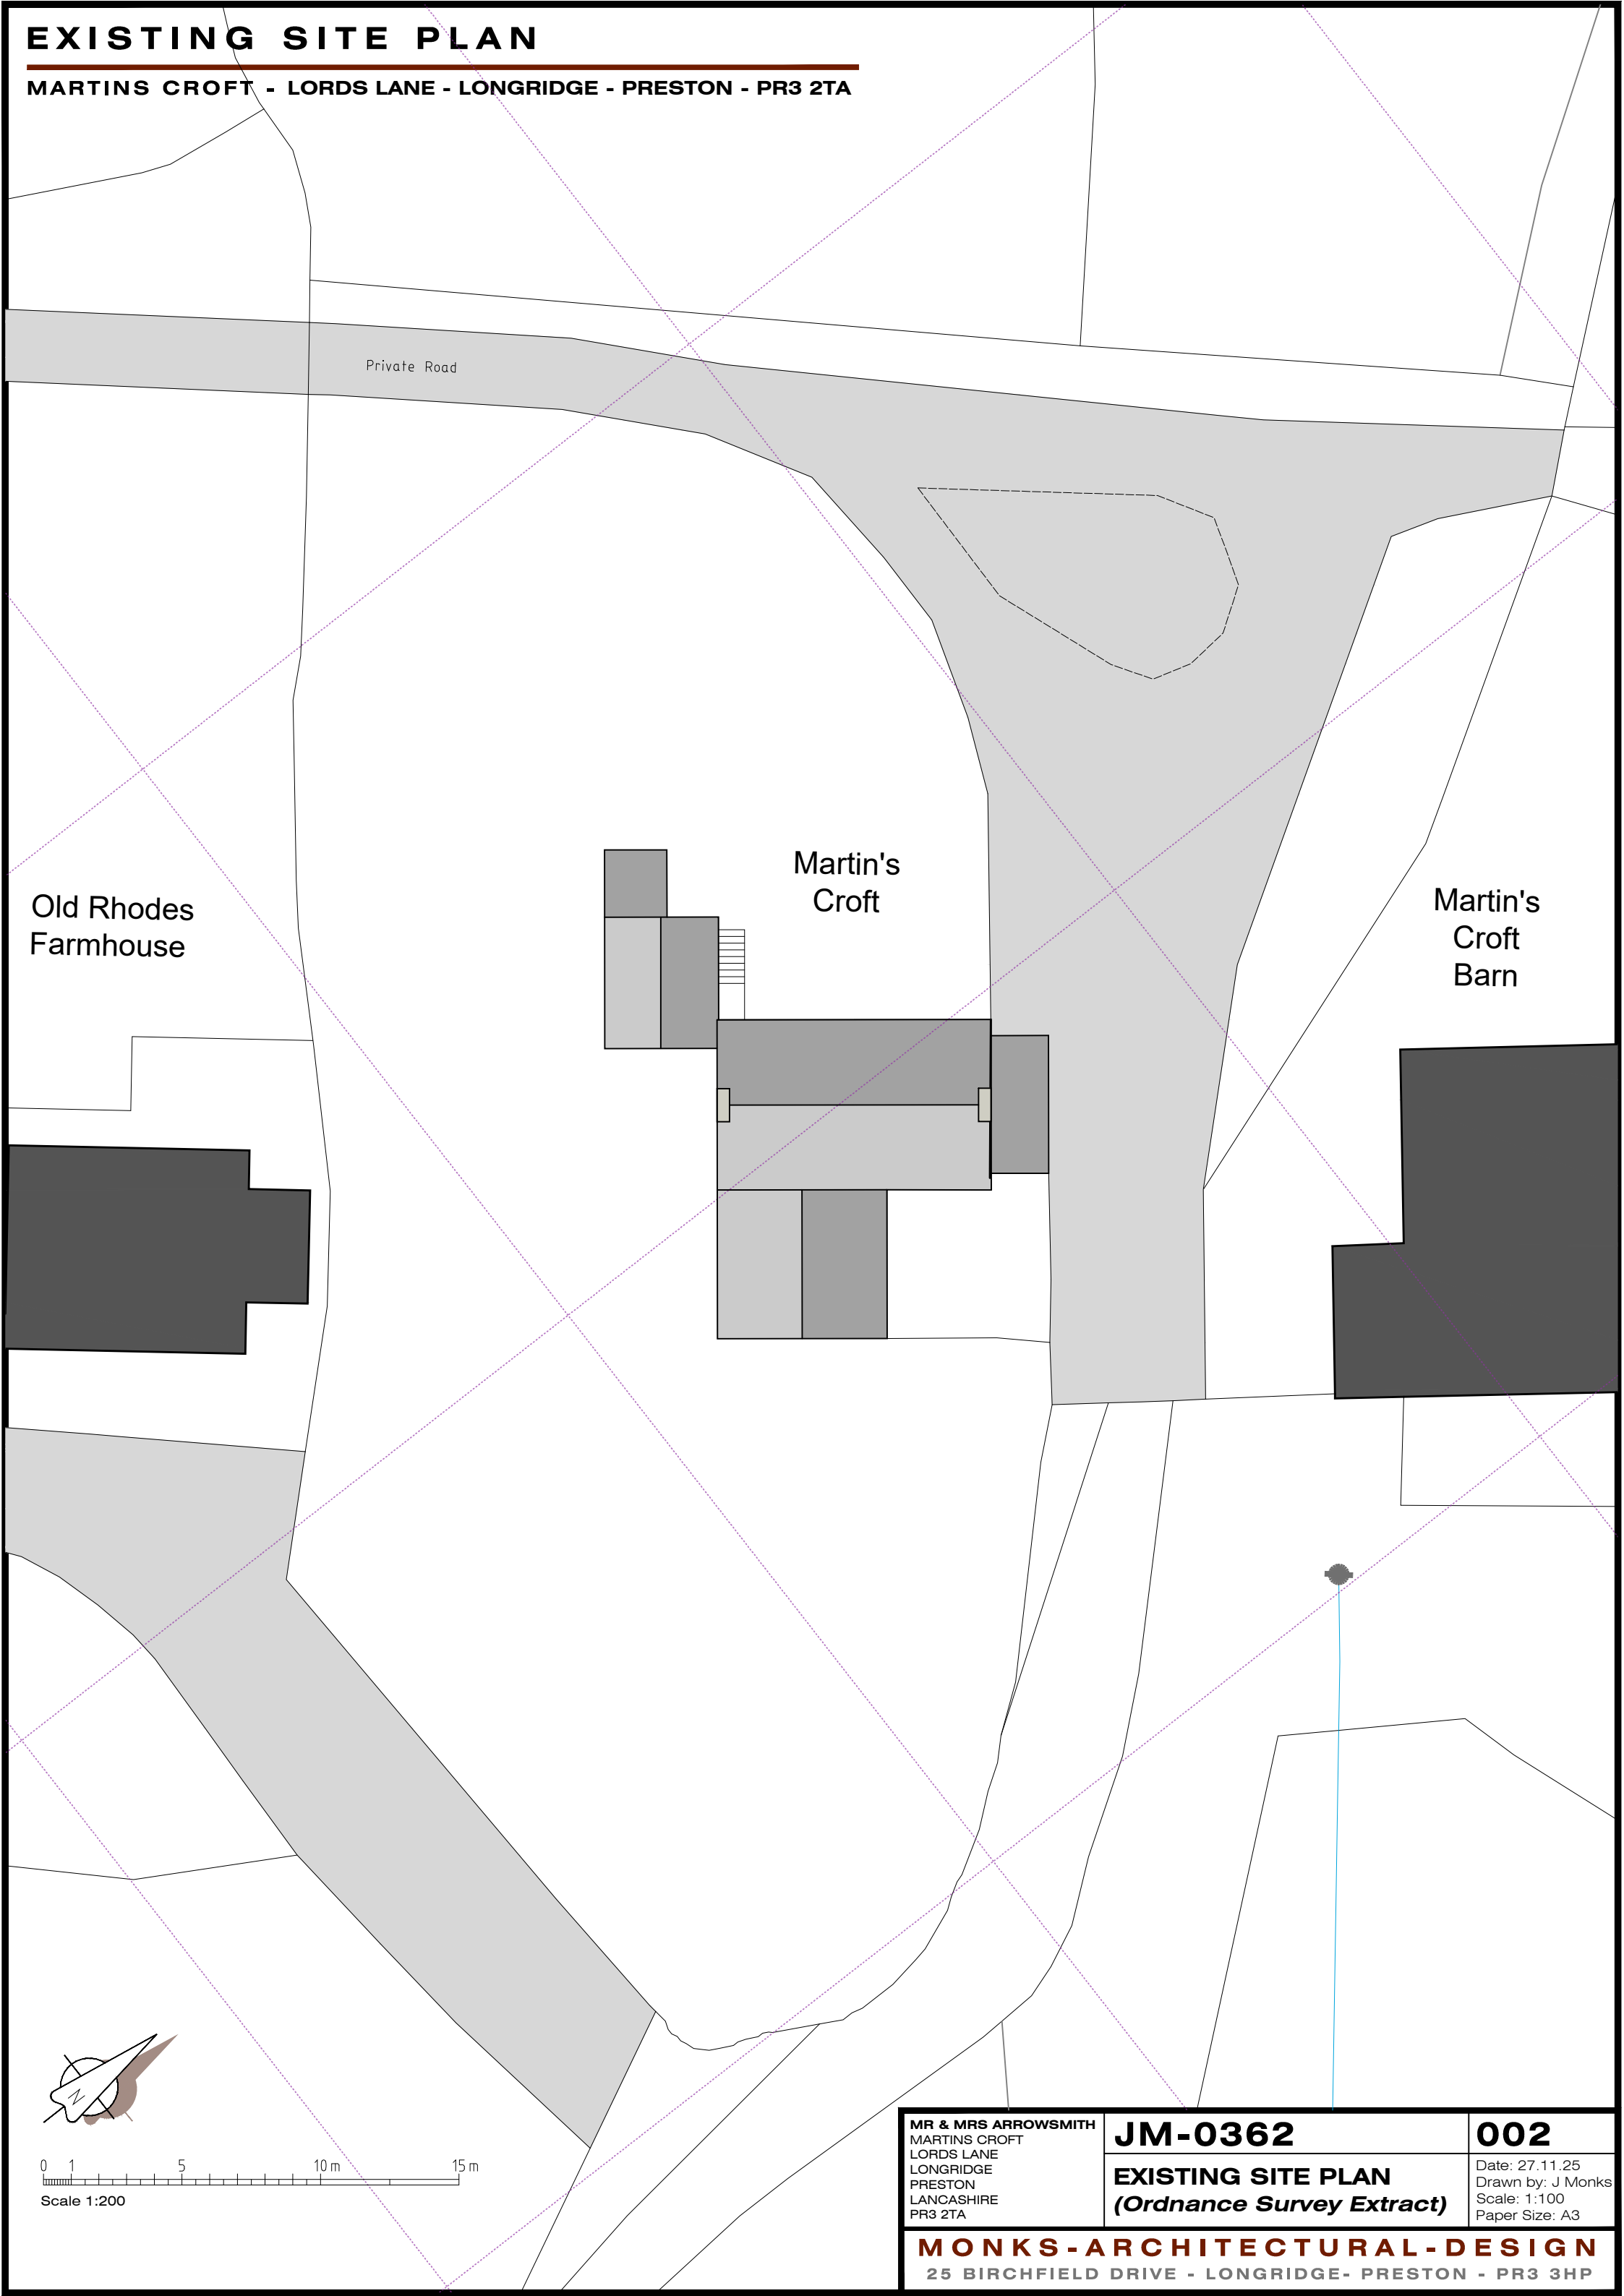 EXISTING SITE PLAN
MARTINS CROFT - LORDS LANE - LONGRIDGE - PRESTON - PR3 2TA
Private Road
Martin's
Croft
Old Rhodes
Farmhouse
Martin's
Croft
Barn
N
0 1 5 10 m 15 m
Scale 1:200
MR & MRS ARROWSMITH
MARTINS CROFT
LORDS LANE
LONGRIDGE
PRESTON
LANCASHIRE
PR3 2TA
JM-0362
EXISTING SITE PLAN
(Ordnance Survey Extract)
002
Date: 27.11.25
Drawn by: J Monks
Scale: 1:100
Paper Size: A3
MONKS-ARCHITECTURAL-DESIGN
25 BIRCHFIELD DRIVE - LONGRIDGE- PRESTON - PR3 3HP